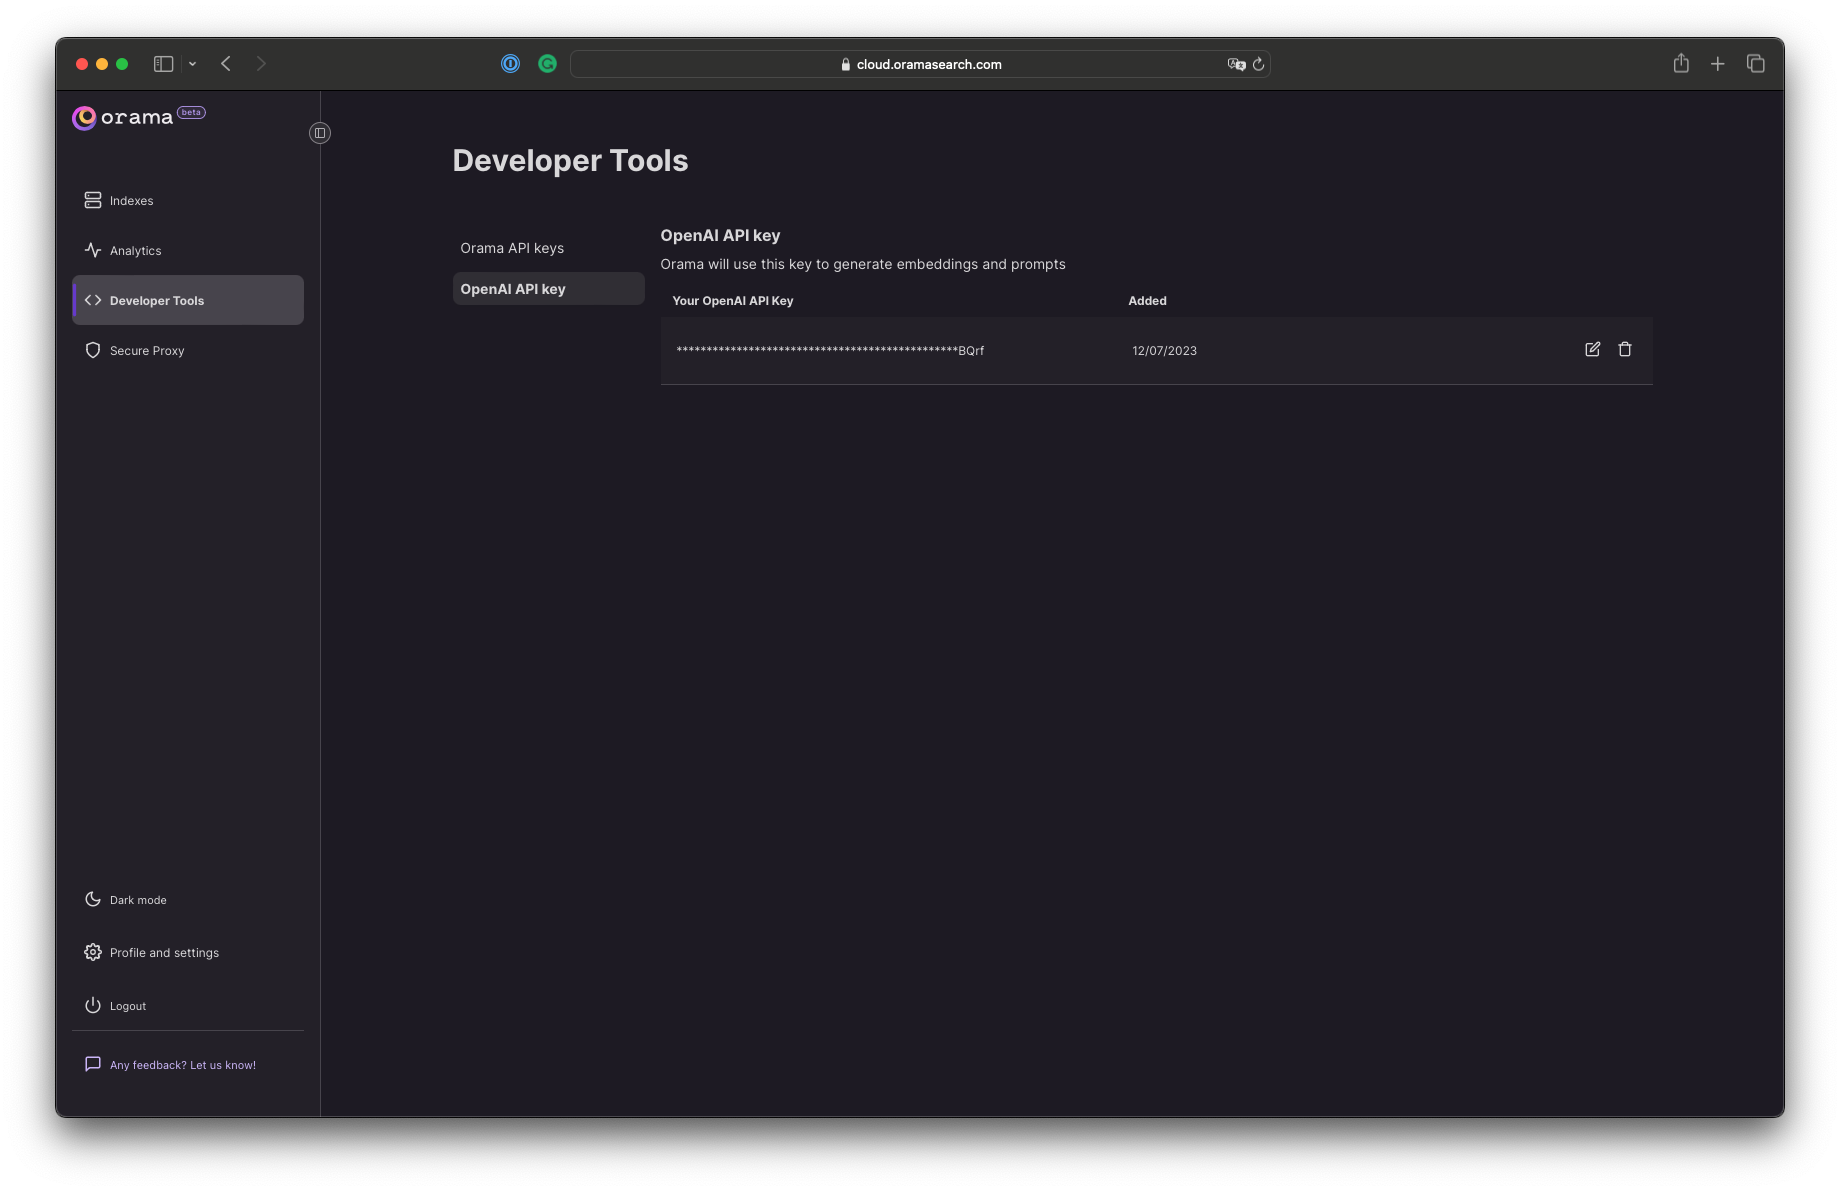 cloud.oramasearch.com
orama beta
Indexes
Analytics
Developer Tools
Secure Proxy
Dark mode
Profile and settings
Logout
Any feedback? Let us know!
Developer Tools
Orama API keys
OpenAI API key
OpenAI API key
Orama will use this key to generate embeddings and prompts
Your OpenAI API Key Added
***********************************************BQrf 12/07/2023